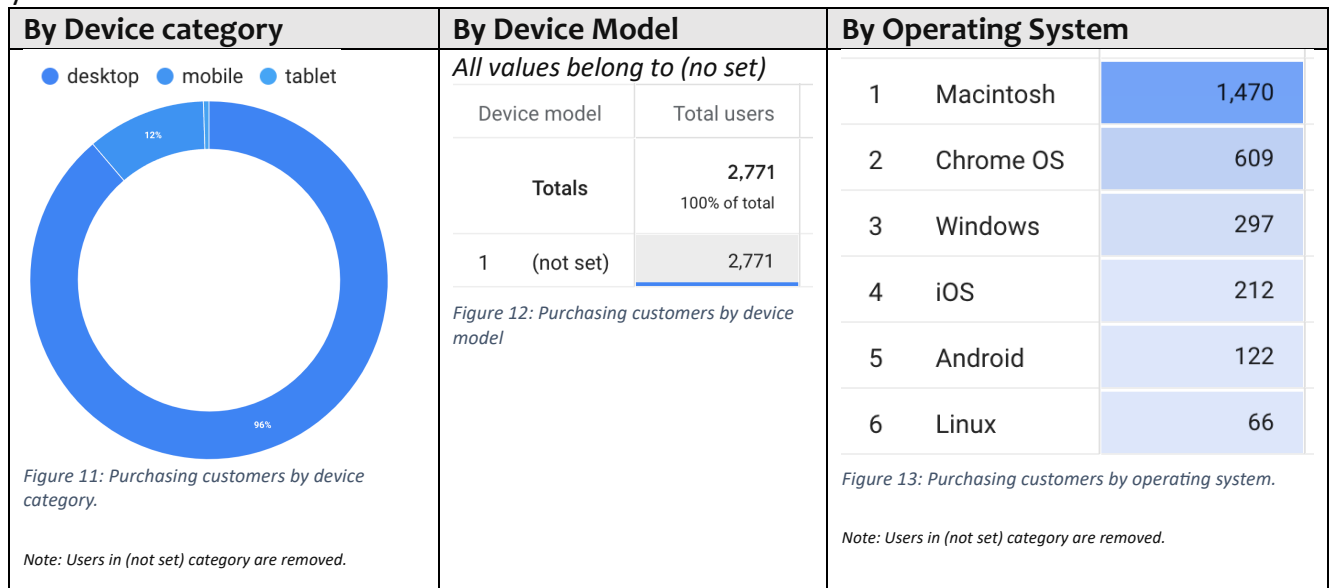 By Device category
desktop mobile tablet
12%
96%
Figure 11: Purchasing customers by device
category.
Note: Users in (not set) category are removed.
By Device Model
All values belong to (no set)
Device model Total users
Totals 2,771
100% of total
1 (not set) 2,771
Figure 12: Purchasing customers by device
model
By Operating System
1 Macintosh 1,470
2 Chrome OS 609
3 Windows 297
4 iOS 212
5 Android 122
6 Linux 66
Figure 13: Purchasing customers by operating system.
Note: Users in (not set) category are removed.